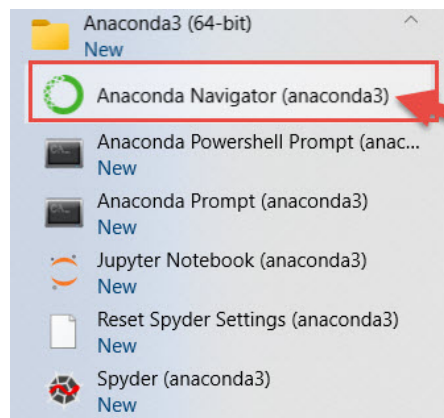 Anaconda3 (64-bit)
New
Anaconda Navigator (anaconda3)
Anaconda Powershell Prompt (anac...
New
Anaconda Prompt (anaconda3)
New
Jupyter Notebook (anaconda3)
New
Reset Spyder Settings (anaconda3)
New
Spyder (anaconda3)
New